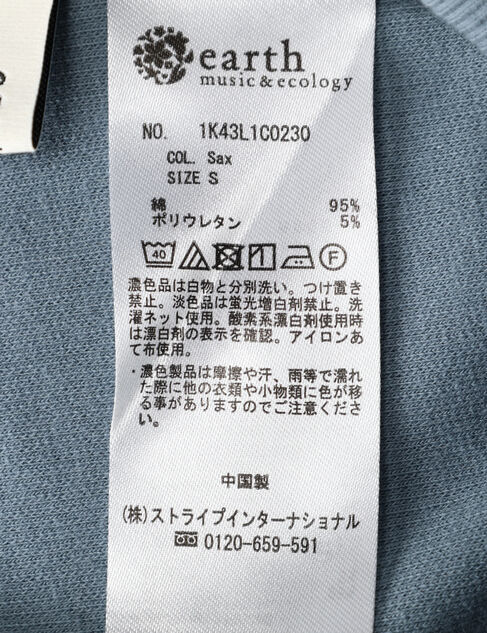 earth
music&ecology
NO. 1K43L1C0230
COL. Sax
SIZE S
綿 95%
ポリウレタン 5%
40 F
濃色品は白物と分別洗い。つけ置き
禁止。淡色品は蛍光増白剤禁止。洗
濯ネット使用。酸素系漂白剤使用時
は漂白剤の表示を確認。アイロンあ
て布使用。
・濃色製品は摩擦や汗、雨等で濡れ
た際に他の衣類や小物類に色が移
る事がありますのでご注意くださ
い。
中国製
(株)ストライプインターナショナル
0120-659-591